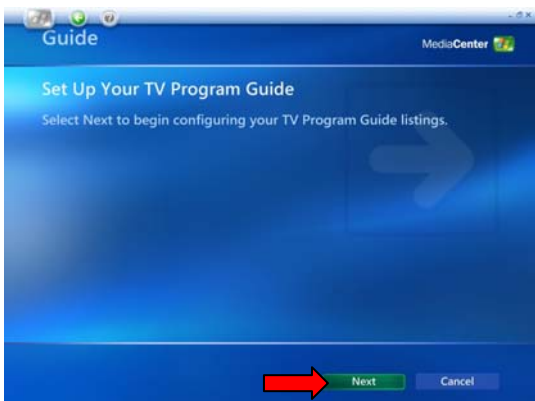 Guide
MediaCenter
Set Up Your TV Program Guide
Select Next to begin configuring your TV Program Guide listings.
Next Cancel